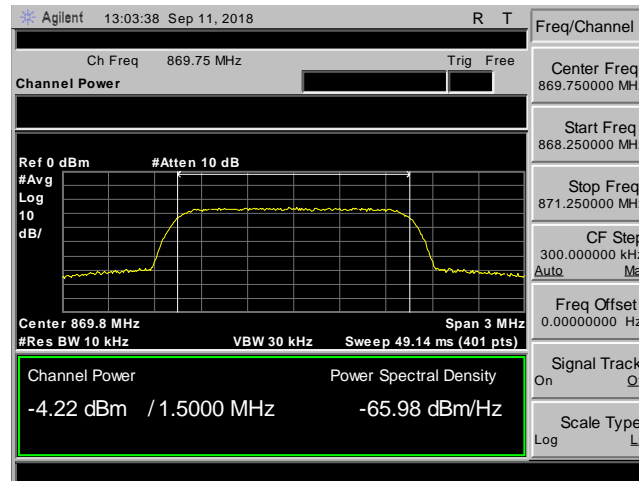 Agilent 13:03:38 Sep 11, 2018 R T
Ch Freq 869.75 MHz Trig Free
Channel Power
Ref 0 dBm #Atten 10 dB
#Avg
Log
10
dB/
Center 869.8 MHz Span 3 MHz
#Res BW 10 kHz VBW 30 kHz Sweep 49.14 ms (401 pts)
Channel Power Power Spectral Density
-4.22 dBm / 1.5000 MHz -65.98 dBm/Hz
Freq/Channel
Center Freq
869.750000 MH
Start Freq
868.250000 MH
Stop Freq
871.250000 MH
CF Step
300.000000 kHz
Auto Ma
Freq Offset
0.00000000 Hz
Signal Track
On O
Scale Type
Log L